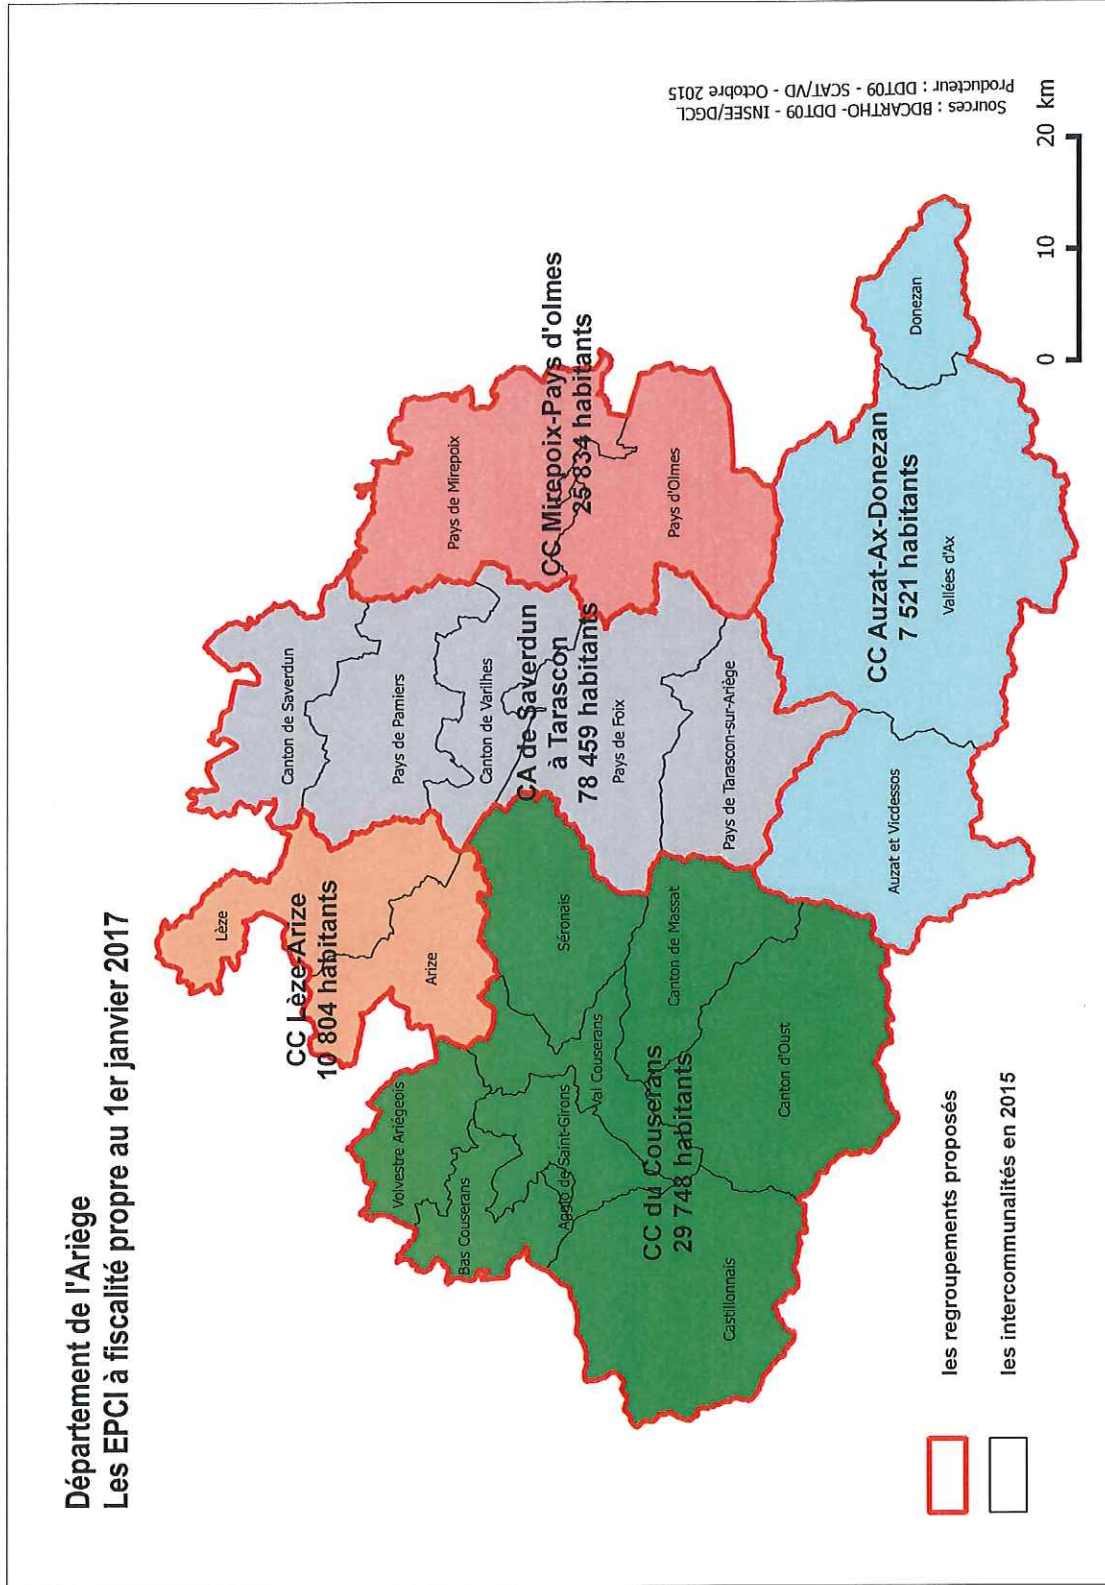 Département de l'Ariège
Les EPCI à fiscalité propre au 1er janvier 2017
Lèze
CC Lèze-Arize
10 804 habitants
Arize
Canton de Saverdun
Pays de Pamiers
Canton de Varilhes
CA de Saverdun
à Tarascon
78 459 habitants
Pays de Foix
Pays de Tarascon-sur-Ariège
Pays de Mirepoix
CC Mirepoix-Pays d'olmes
25 834 habitants
Pays d'Olmes
Volvestre Ariégeois
Bas Couserans
Agglo de Saint-Girons
Séronais
Val Couserans
Canton de Massat
CC du Couserans
29 748 habitants
Castillonnais
Canton d'Oust
Auzat et Vicdessos
CC Auzat-Ax-Donezan
7 521 habitants
Vallées d'Ax
Donezan
les regroupements proposés
les intercommunalités en 2015
0 10 20 km
Sources : BDCARTHO- DDT09 - INSEE/DGCL
Producteur : DDT09 - SCAT/VD - Octobre 2015